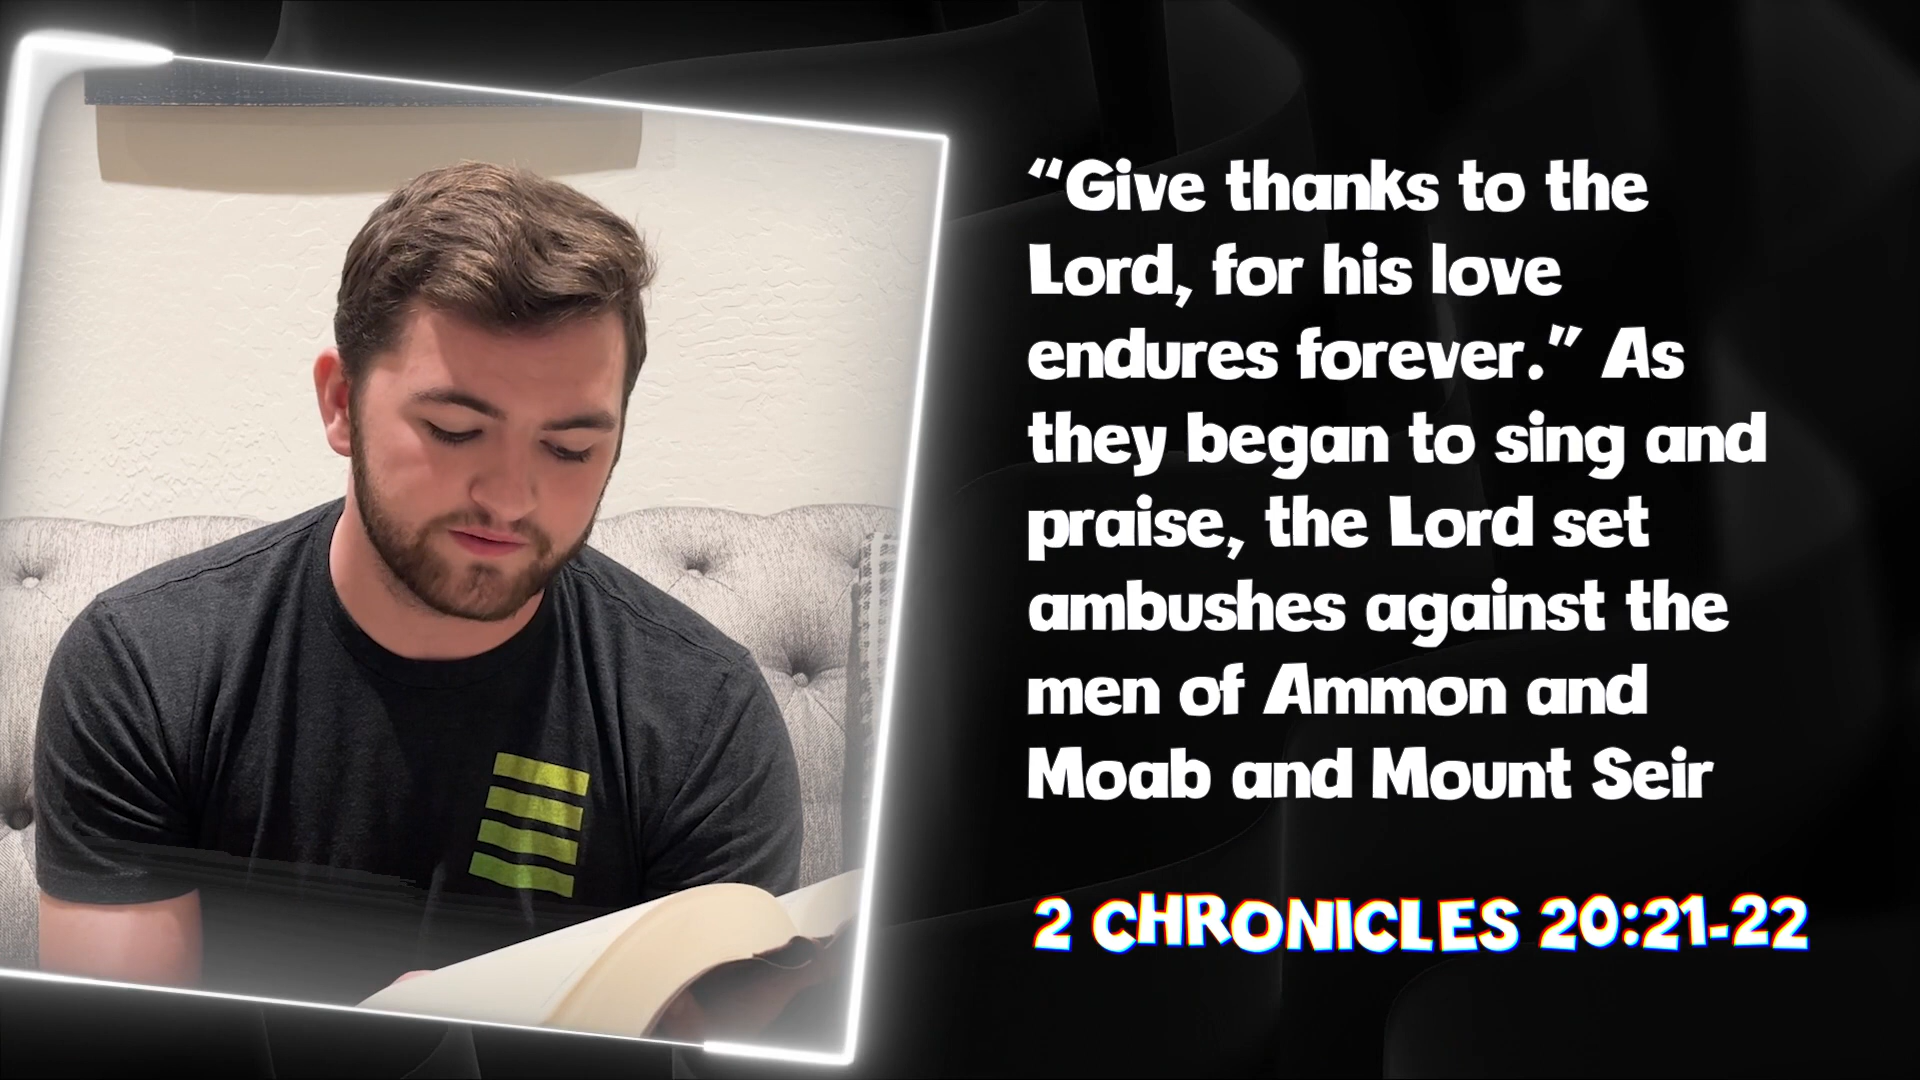 “Give thanks to the
Lord, for his love
endures forever.” As
they began to sing and
praise, the Lord set
ambushes against the
men of Ammon and
Moab and Mount Seir
2 CHRONICLES 20:21-22